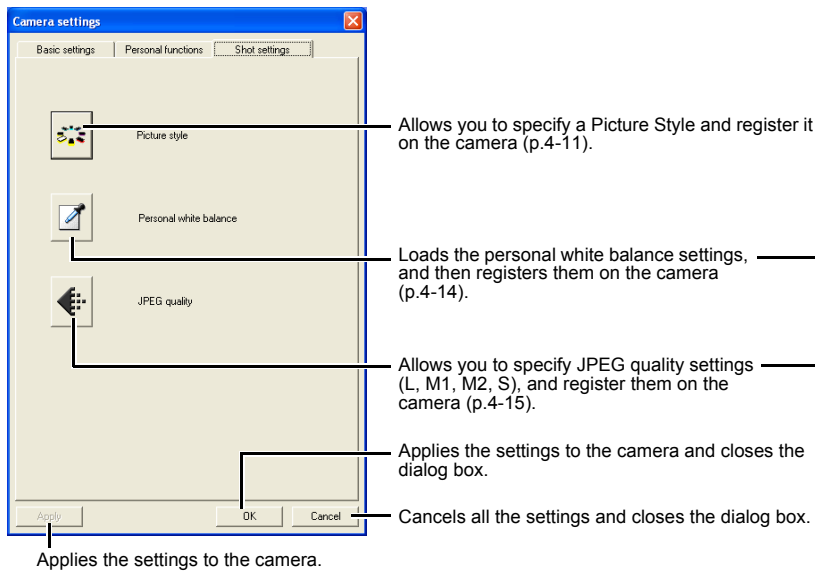 Camera settings
Basic settings
Personal functions
Shot settings
Picture style
Allows you to specify a Picture Style and register it
on the camera (p.4-11).
Personal white balance
Loads the personal white balance settings,
and then registers them on the camera
(p.4-14).
JPEG quality
Allows you to specify JPEG quality settings
(L, M1, M2, S), and register them on the
camera (p.4-15).
Applies the settings to the camera and closes the
dialog box.
Apply
OK
Cancel
Cancels all the settings and closes the dialog box.
Applies the settings to the camera.